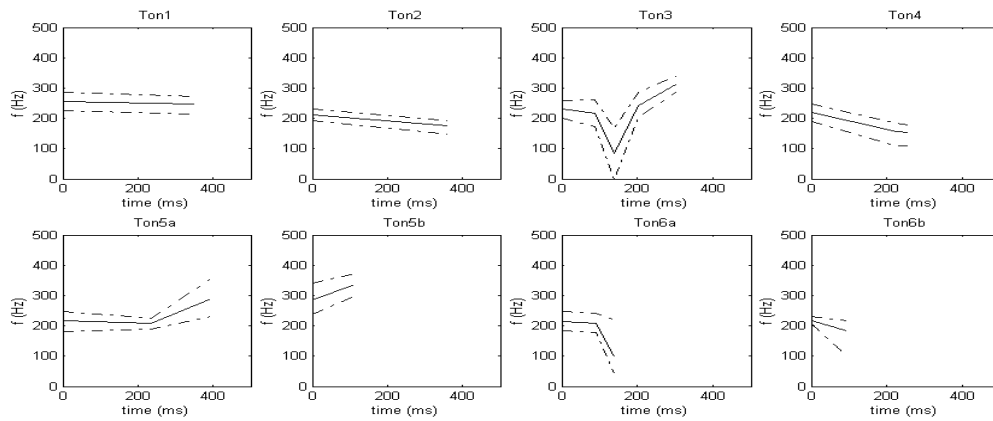 Ton1 Ton2 Ton3 Ton4
500 500 500 500
400 400 400 400
300 300 300 300
200 200 200 200
100 100 100 100
0 0 0 0
f (Hz) f (Hz) f (Hz) f (Hz)
0 200 400 0 200 400 0 200 400 0 200 400
time (ms) time (ms) time (ms) time (ms)
Ton5a Ton5b Ton6a Ton6b
500 500 500 500
400 400 400 400
300 300 300 300
200 200 200 200
100 100 100 100
0 0 0 0
f (Hz) f (Hz) f (Hz) f (Hz)
0 200 400 0 200 400 0 200 400 0 200 400
time (ms) time (ms) time (ms) time (ms)